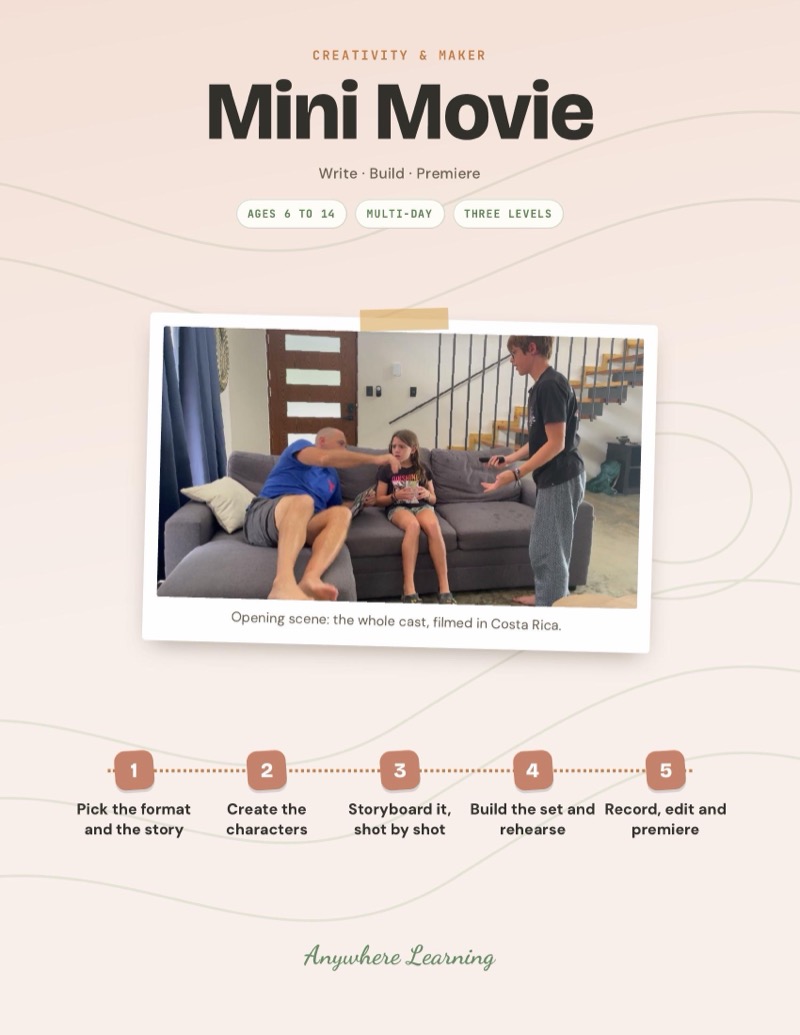 CREATIVITY & MAKER
Mini Movie
Write · Build · Premiere
AGES 6 TO 14
MULTI-DAY
THREE LEVELS
Opening scene: the whole cast, filmed in Costa Rica.
1
Pick the format
and the story
2
Create the
characters
3
Storyboard it,
shot by shot
4
Build the set and
rehearse
5
Record, edit and
premiere
Anywhere Learning